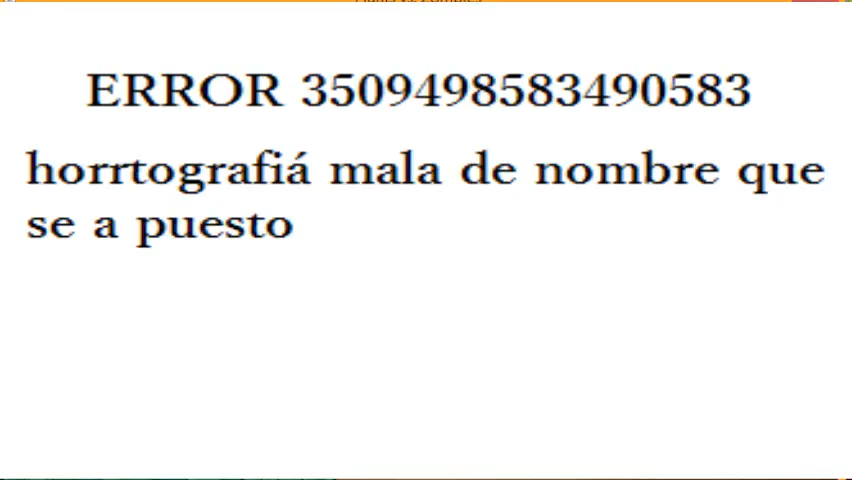 ERROR 3509498583490583
horrtografiá mala de nombre que
se a puesto